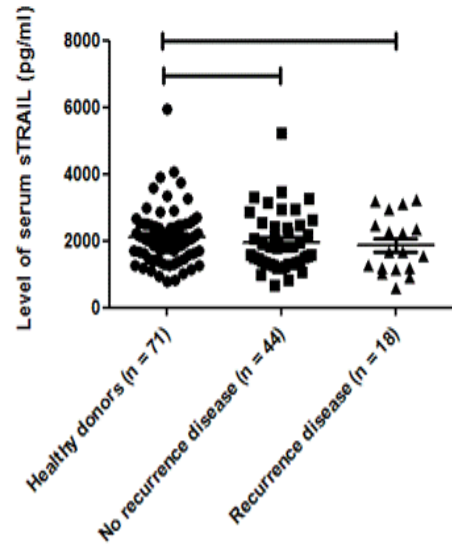 Level of serum sTRAIL (pg/ml)
8000
6000
4000
2000
0
Healthy donors (n = 71)
No recurrence disease (n = 44)
Recurrence disease (n = 18)